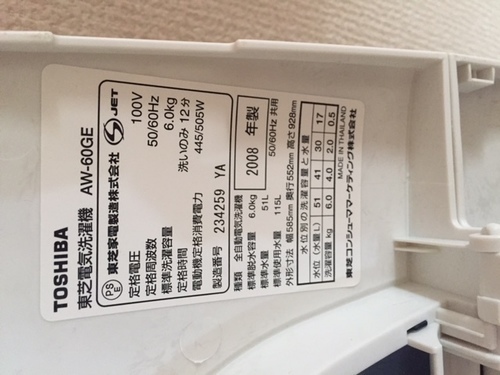 TOSHIBA
東芝電気洗濯機 AW-60GE
PS E 東芝家電製造株式会社 S JET
定格電圧 100V
定格周波数 50/60Hz
標準洗濯容量 6.0kg
定格時間 洗いのみ 12分
電動機定格消費電力 445/505W
製造番号 234259 YA
2008 年製
種類 全自動電気洗濯機 50/60Hz 共用
標準脱水容量 6.0kg
標準水量 51L
標準使用水量 115L
外形寸法 幅585mm 奥行552mm 高さ928mm
水位別の洗濯容量と水量
水位 (水量L) 51 41 30 17
洗濯容量 kg 6.0 4.0 2.0 0.5
MADE IN THAILAND
東芝コンシューママーケティング株式会社